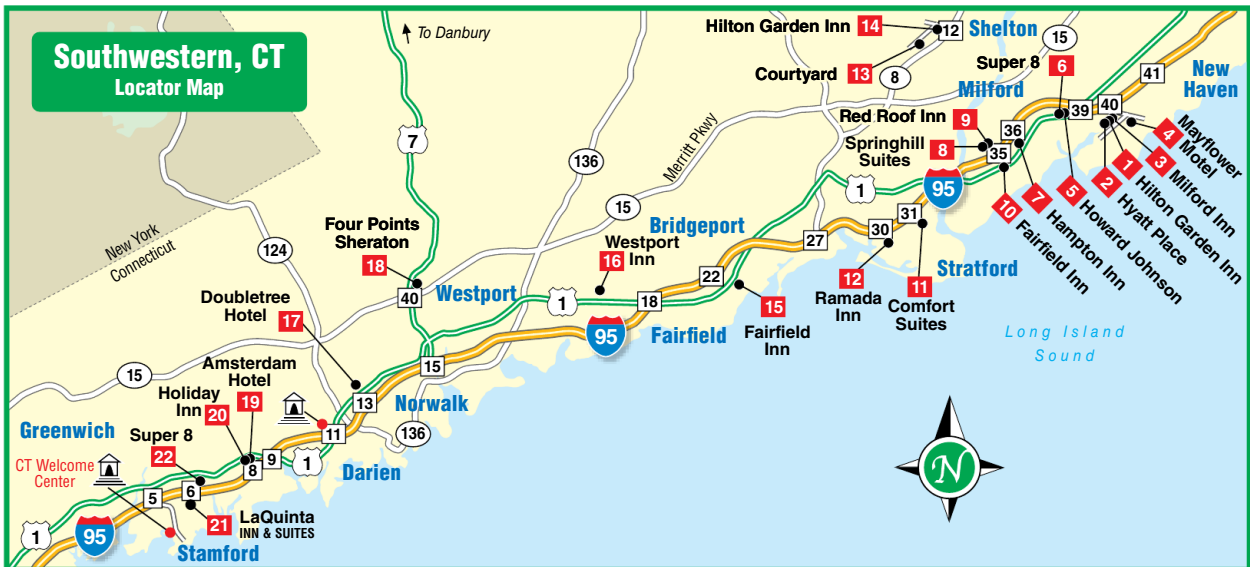 Southwestern, CT
Locator Map
To Danbury
Hilton Garden Inn 14
12
Shelton
15
Courtyard 13
8
Super 8
6
Milford
41
New
Haven
7
136
Merritt Pkwy
Red Roof Inn
9
36
39
40
Mayflower
Motel
4
Springhill
Suites
8
35
95
1
Milford Inn
3
Hilton Garden Inn
1
Hyatt Place
2
Howard Johnson
5
Hampton Inn
7
Fairfield Inn
10
15
New York
Connecticut
124
Four Points
Sheraton
18
Bridgeport
Westport
Inn
16
27
30
31
Stratford
22
12
Ramada
Inn
11
Comfort
Suites
40
Westport
1
18
15
Fairfield
Inn
Doubletree
Hotel
17
95
Fairfield
Long Island
Sound
15
15
Amsterdam
Hotel
19
Holiday
Inn
20
13
Norwalk
136
Greenwich
Super 8
22
11
1
Darien
9
8
CT Welcome
Center
5
6
21
LaQuinta
INN & SUITES
1
95
Stamford
N